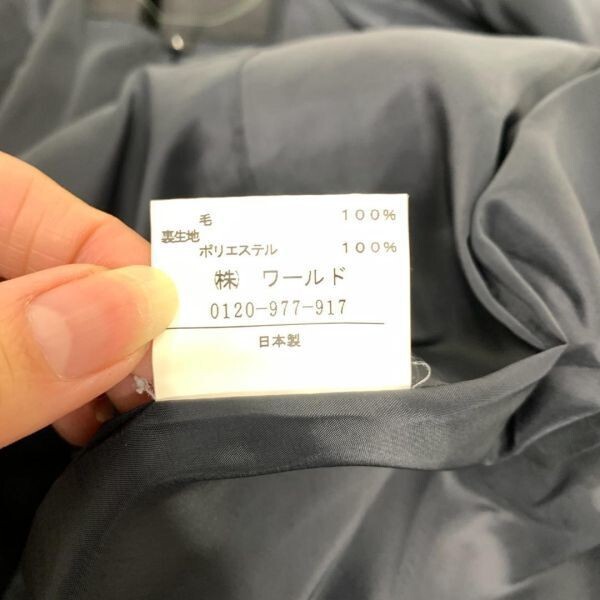 毛 100%
裏生地
ポリエステル 100%
㈱ ワールド
0120-977-917
日本製